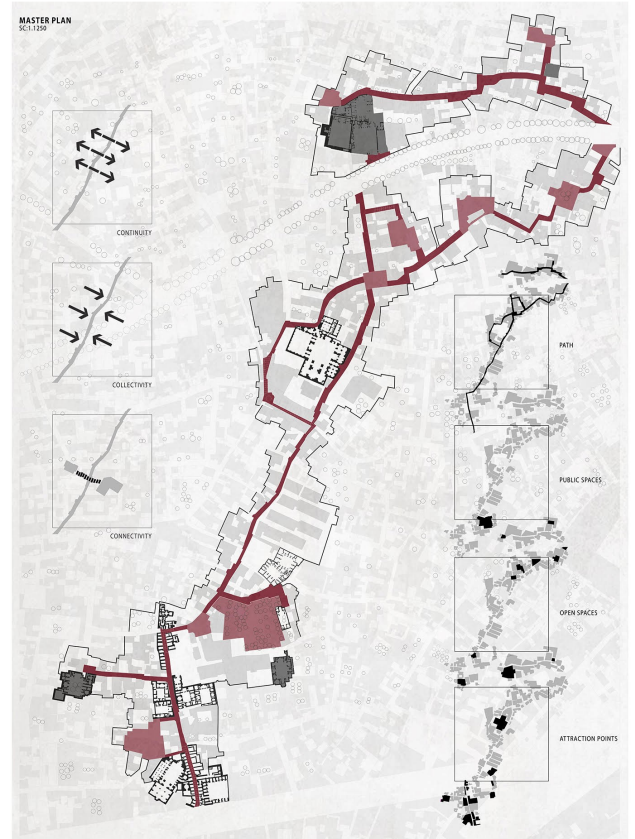 MASTER PLAN
SC:1.1250
CONTINUITY
COLLECTIVITY
CONNECTIVITY
PATH
PUBLIC SPACES
OPEN SPACES
ATTRACTION POINTS